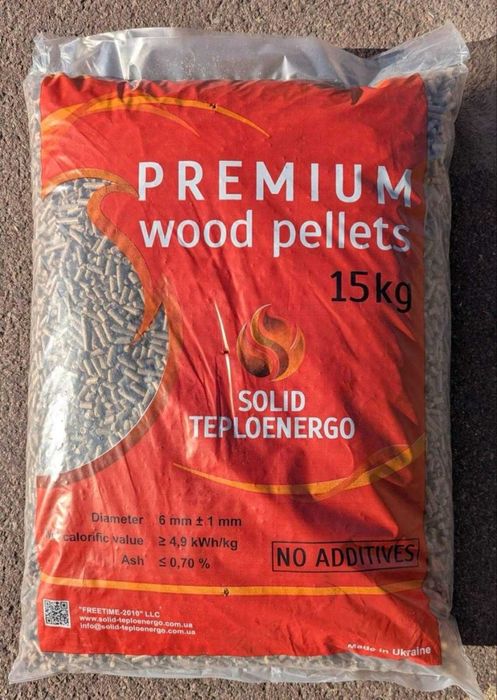 PREMIUM
wood pellets
15kg
SOLID
TEPLOENERGO
Diameter 6 mm ± 1 mm
calorific value ≥ 4,9 kWh/kg
Ash ≤ 0,70 %
NO ADDITIVES
"FREETIME-2010" LLC
www.solid-teploenergo.com.ua
info@solid-teploenergo.com.ua
Made in Ukraine